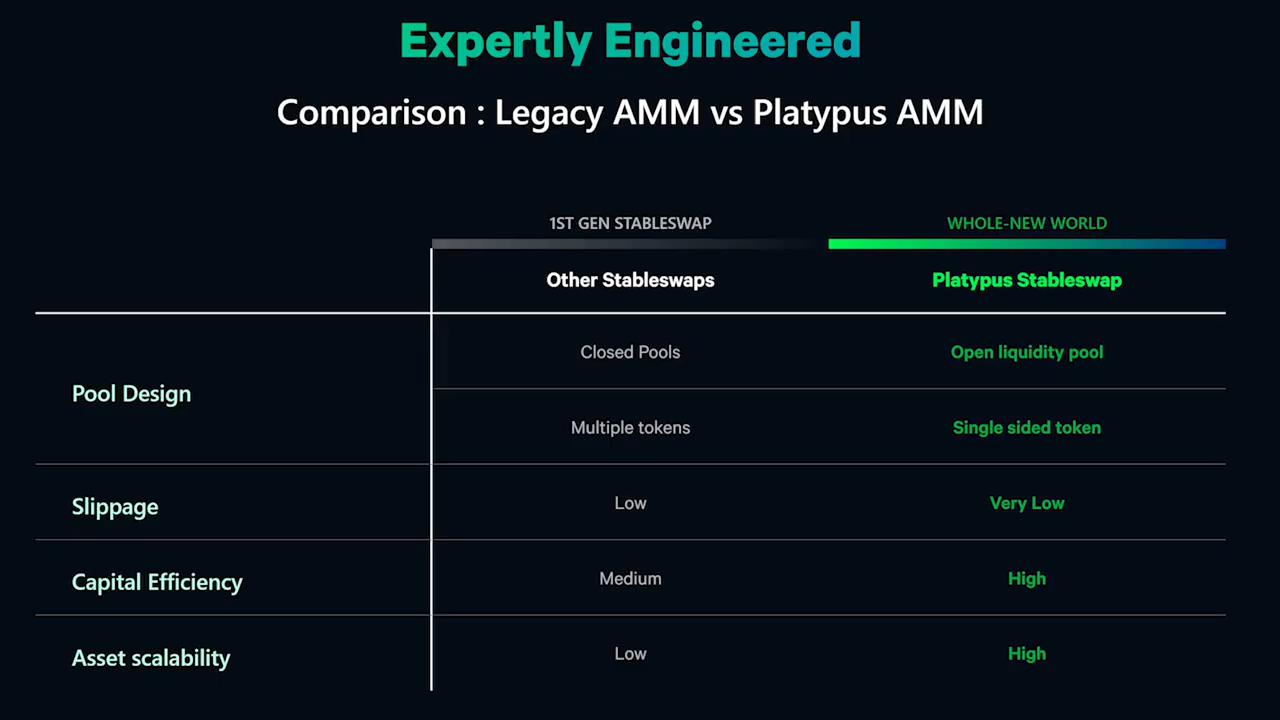 Expertly Engineered
Comparison : Legacy AMM vs Platypus AMM
1ST GEN STABLESWAP
WHOLE-NEW WORLD
Other Stableswaps
Platypus Stableswap
Pool Design
Closed Pools
Open liquidity pool
Multiple tokens
Single sided token
Slippage
Low
Very Low
Capital Efficiency
Medium
High
Asset scalability
Low
High